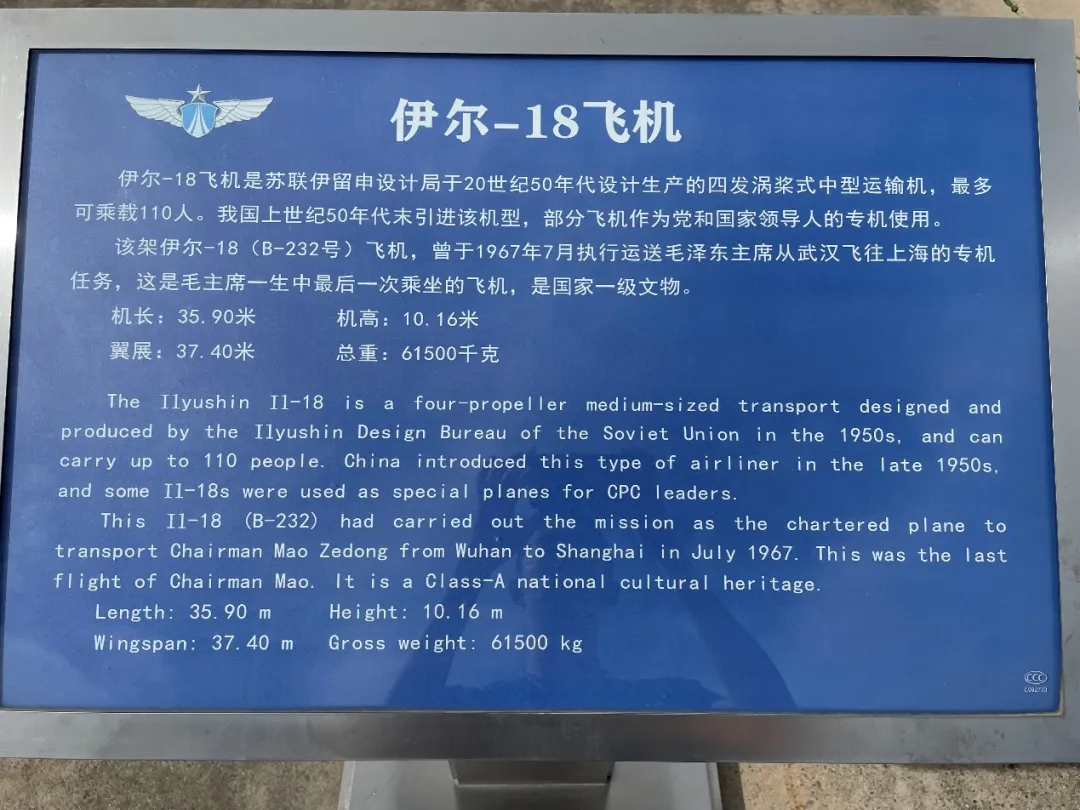 伊尔-18飞机
伊尔-18飞机是苏联伊留申设计局于20世纪50年代设计生产的四发涡桨式中型运输机，最多
可乘载110人。我国上世纪50年代末引进该机型，部分飞机作为党和国家领导人的专机使用。
该架伊尔-18（B-232号）飞机，曾于1967年7月执行运送毛泽东主席从武汉飞往上海的专机
任务，这是毛主席一生中最后一次乘坐的飞机，是国家一级文物。
机长：35.90米 机高：10.16米
翼展：37.40米 总重：61500千克
The Ilyushin Il-18 is a four-propeller medium-sized transport designed and
produced by the Ilyushin Design Bureau of the Soviet Union in the 1950s, and can
carry up to 110 people. China introduced this type of airliner in the late 1950s,
and some Il-18s were used as special planes for CPC leaders.
This Il-18 (B-232) had carried out the mission as the chartered plane to
transport Chairman Mao Zedong from Wuhan to Shanghai in July 1967. This was the last
flight of Chairman Mao. It is a Class-A national cultural heritage.
Length: 35.90 m Height: 10.16 m
Wingspan: 37.40 m Gross weight: 61500 kg
CCC